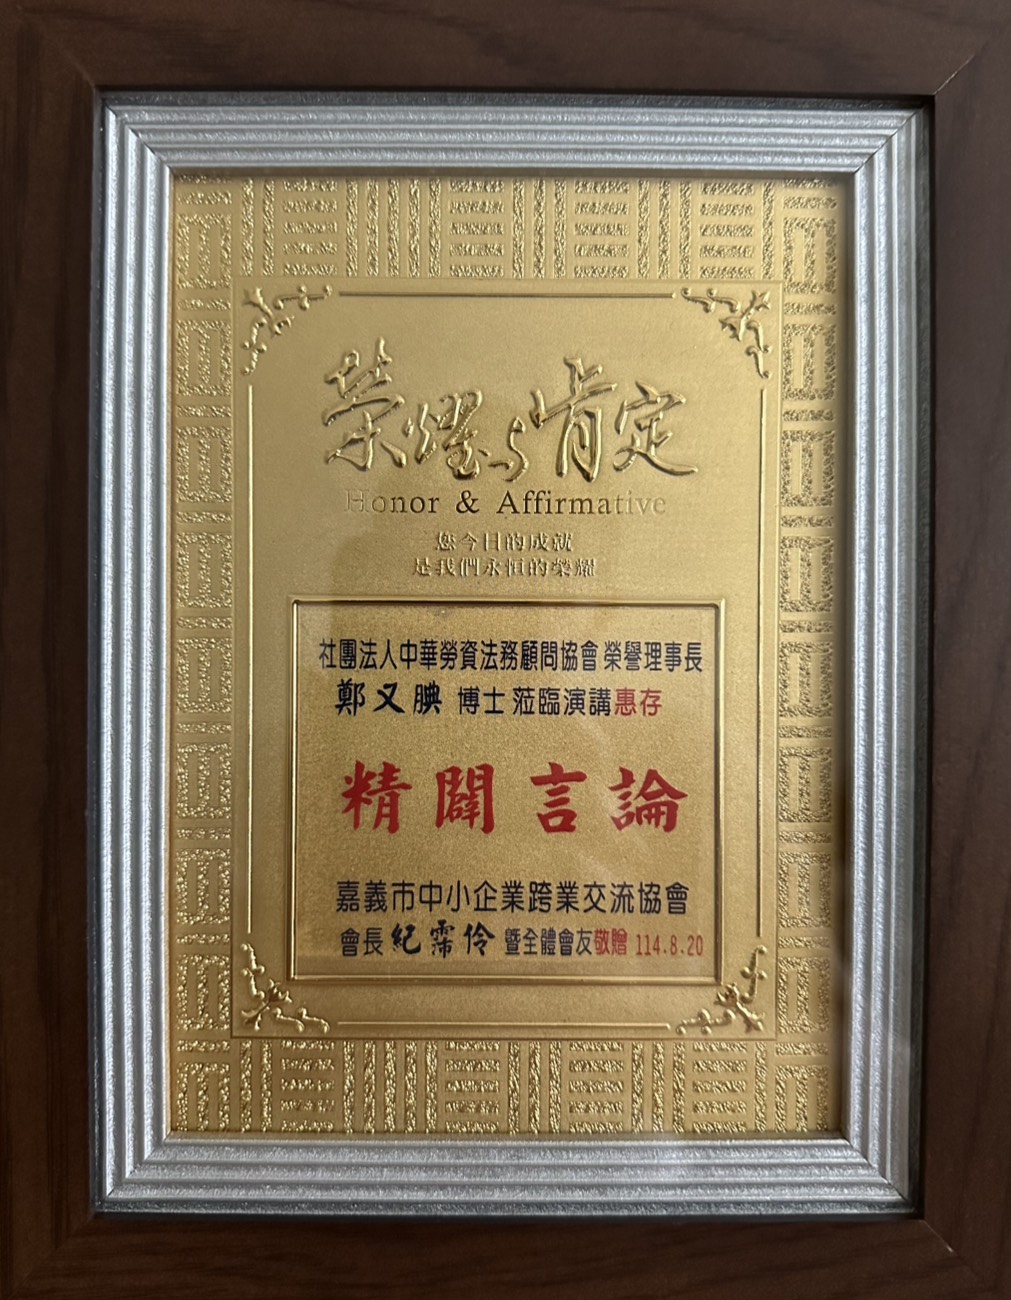 榮燿與肯定
Honor & Affirmative
您今日的成就
是我們永恒的榮耀
社團法人中華勞資法務顧問協會 榮譽理事長
鄭又腆 博士 蒞臨演講惠存
精闢言論
嘉義市中小企業跨業交流協會
會長 紀霈伶 暨全體會友敬贈 114.8.20